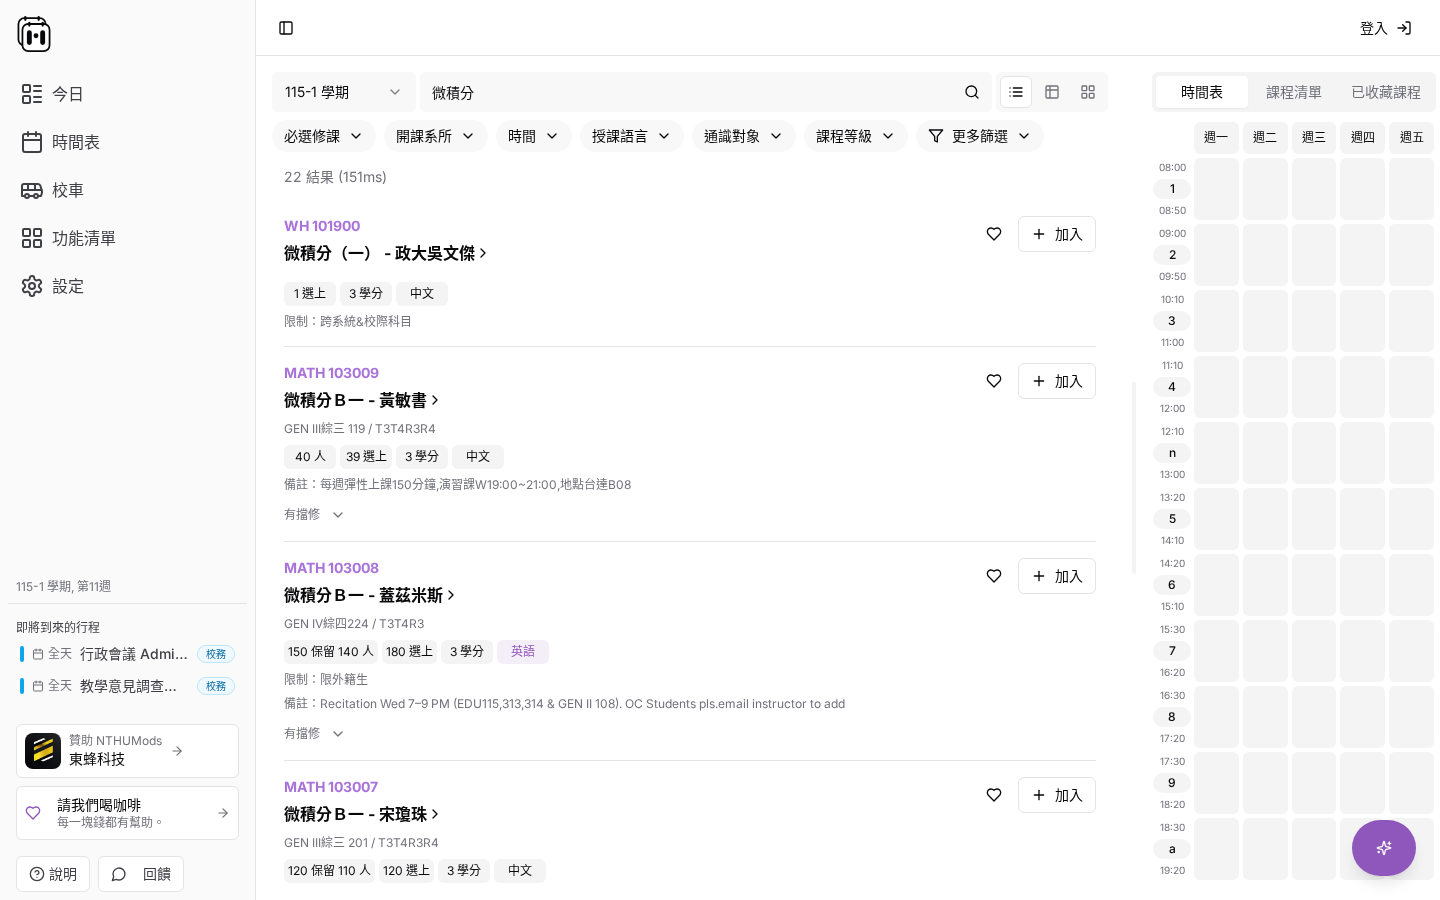 今日
時間表
校車
功能清單
設定
115-1 學期, 第11週
即將到來的行程
全天 行政會議 Admi... 校務
全天 教學意見調查... 校務
贊助 NTHUMods
東蜂科技
請我們喝咖啡
每一塊錢都有幫助。
說明
回饋
登入
115-1 學期
微積分
必選修課
開課系所
時間
授課語言
通識對象
課程等級
更多篩選
22 結果 (151ms)
WH 101900
微積分（一） - 政大吳文傑
加入
1 選上 3 學分 中文
限制：跨系統&校際科目
MATH 103009
微積分Ｂ一 - 黃敏書
加入
GEN III綜三 119 / T3T4R3R4
40 人 39 選上 3 學分 中文
備註：每週彈性上課150分鐘,演習課W19:00~21:00,地點台達B08
有擋修
MATH 103008
微積分Ｂ一 - 蓋茲米斯
加入
GEN IV綜四224 / T3T4R3
150 保留 140 人 180 選上 3 學分 英語
限制：限外籍生
備註：Recitation Wed 7–9 PM (EDU115,313,314 & GEN II 108). OC Students pls.email instructor to add
有擋修
MATH 103007
微積分Ｂ一 - 宋瓊珠
加入
GEN III綜三 201 / T3T4R3R4
120 保留 110 人 120 選上 3 學分 中文
時間表 課程清單 已收藏課程
週一 週二 週三 週四 週五
08:00
1
08:50
09:00
2
09:50
10:10
3
11:00
11:10
4
12:00
12:10
n
13:00
13:20
5
14:10
14:20
6
15:10
15:30
7
16:20
16:30
8
17:20
17:30
9
18:20
18:30
a
19:20